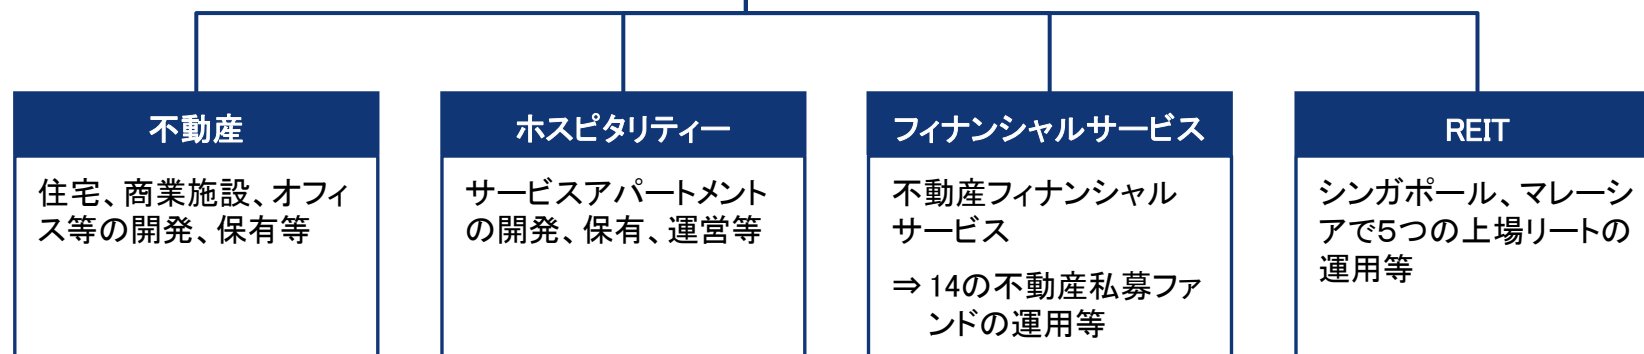 不動産
住宅、商業施設、オフィ
ス等の開発、保有等
ホスピタリティー
サービスアパートメント
の開発、保有、運営等
フィナンシャルサービス
不動産フィナンシャル
サービス
⇒ 14の不動産私募ファ
ンドの運用等
REIT
シンガポール、マレーシ
アで５つの上場リートの
運用等